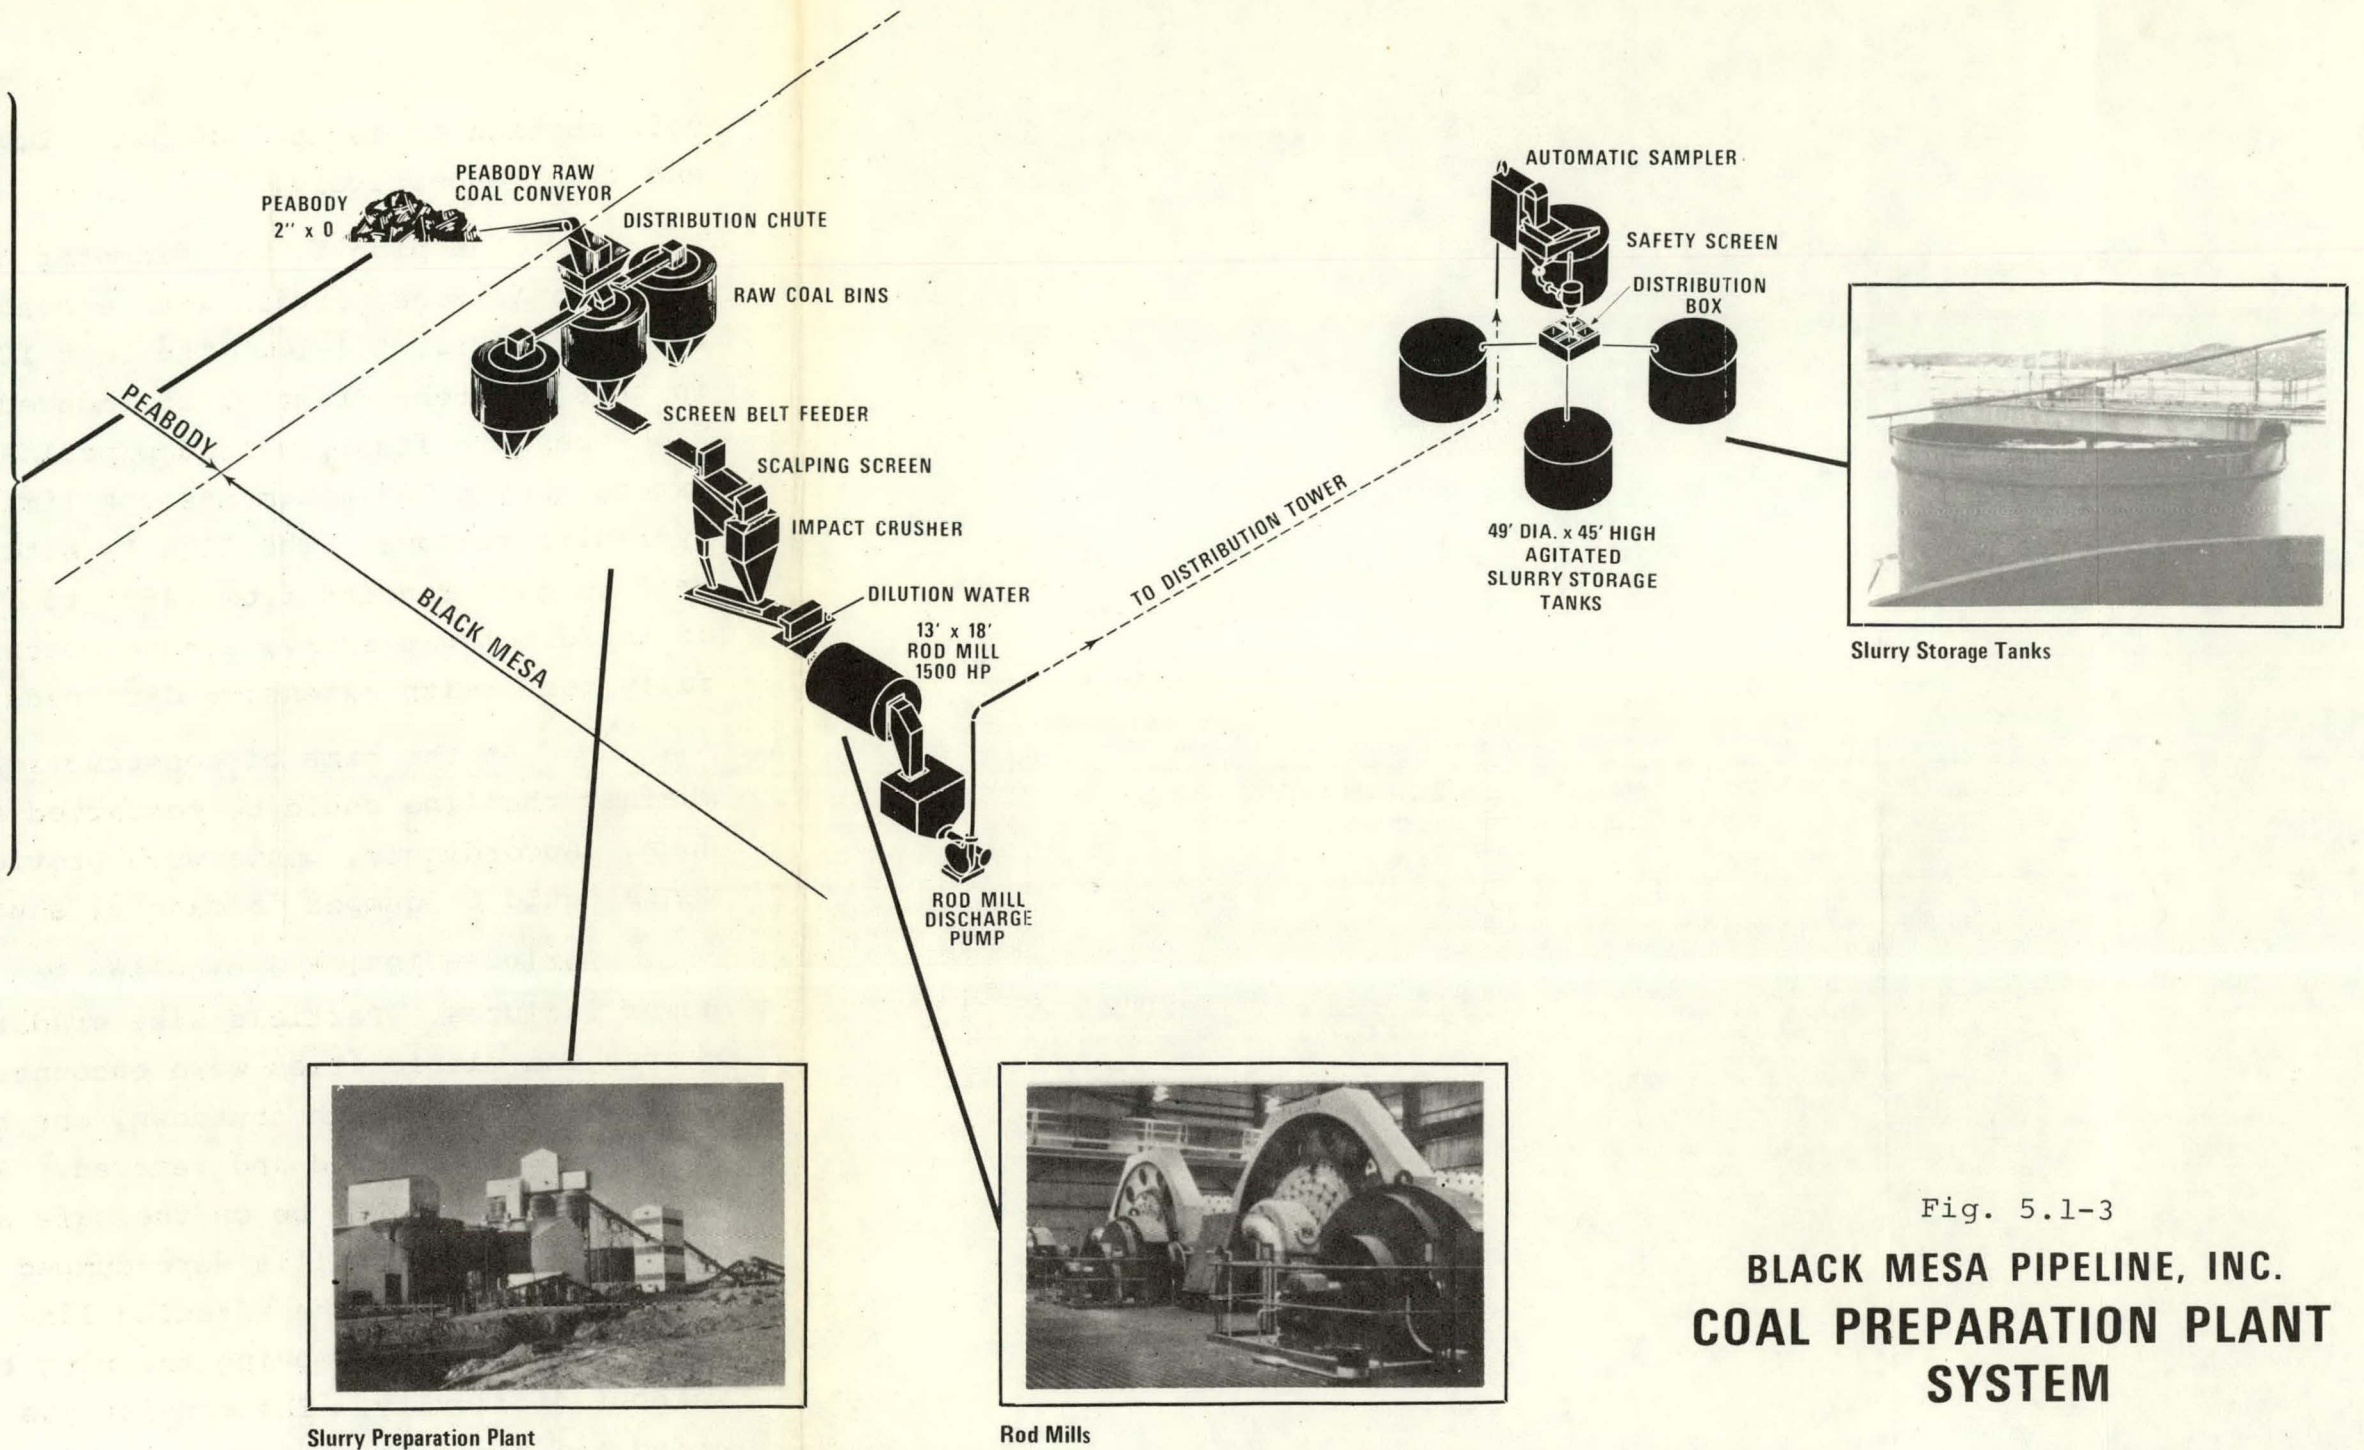 PEABODY
2" x 0
PEABODY RAW
COAL CONVEYOR
DISTRIBUTION CHUTE
RAW COAL BINS
SCREEN BELT FEEDER
SCALPING SCREEN
IMPACT CRUSHER
DILUTION WATER
13' x 18'
ROD MILL
1500 HP
ROD MILL
DISCHARGE
PUMP
PEABODY
BLACK MESA
TO DISTRIBUTION TOWER
AUTOMATIC SAMPLER
SAFETY SCREEN
DISTRIBUTION
BOX
49' DIA. x 45' HIGH
AGITATED
SLURRY STORAGE
TANKS
Slurry Storage Tanks
Slurry Preparation Plant
Rod Mills
Fig. 5.1-3
BLACK MESA PIPELINE, INC.
COAL PREPARATION PLANT
SYSTEM